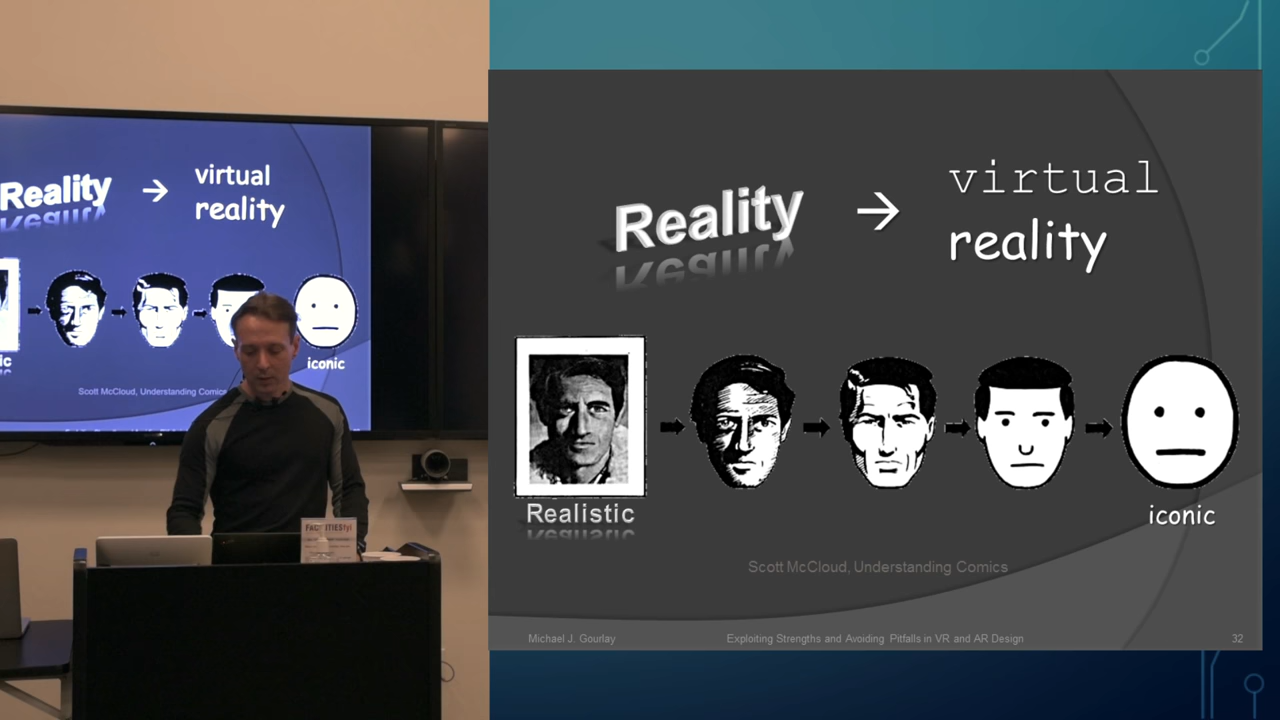 Reality
→
virtual
reality
iconic
Scott McCloud, Understanding Comics
Reality
→
virtual
reality
Realistic
iconic
Scott McCloud, Understanding Comics
Michael J. Gourlay
Exploiting Strengths and Avoiding Pitfalls in VR and AR Design
32